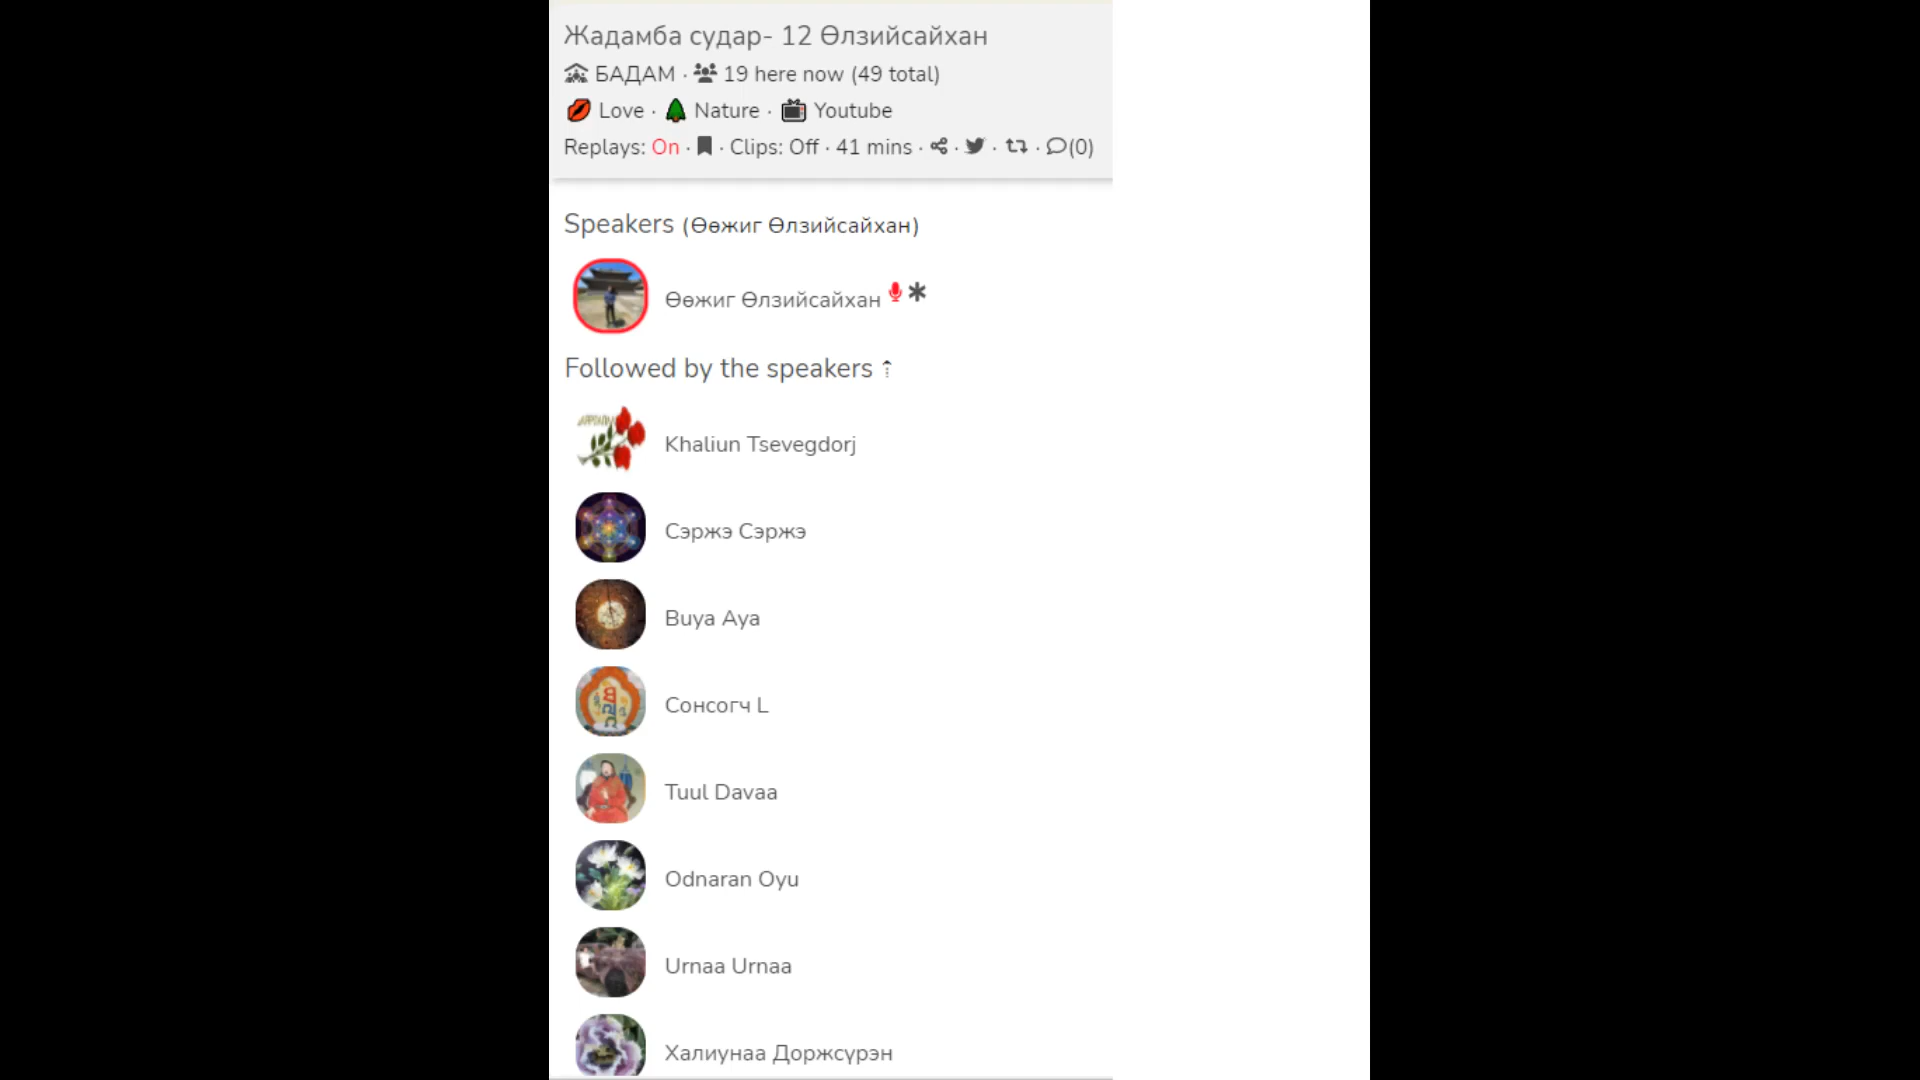 Жадамба судар- 12 Өлзийсайхан
БАДАМ · 19 here now (49 total)
Love · Nature · Youtube
Replays: On · · Clips: Off · 41 mins · · · · (0)
Speakers (Өөжиг Өлзийсайхан)
Өөжиг Өлзийсайхан
Followed by the speakers
Khaliun Tsevegdorj
Сэржэ Сэржэ
Buya Aya
Сонсогч L
Tuul Davaa
Odnaran Oyu
Urnaa Urnaa
Халиунаа Доржсүрэн